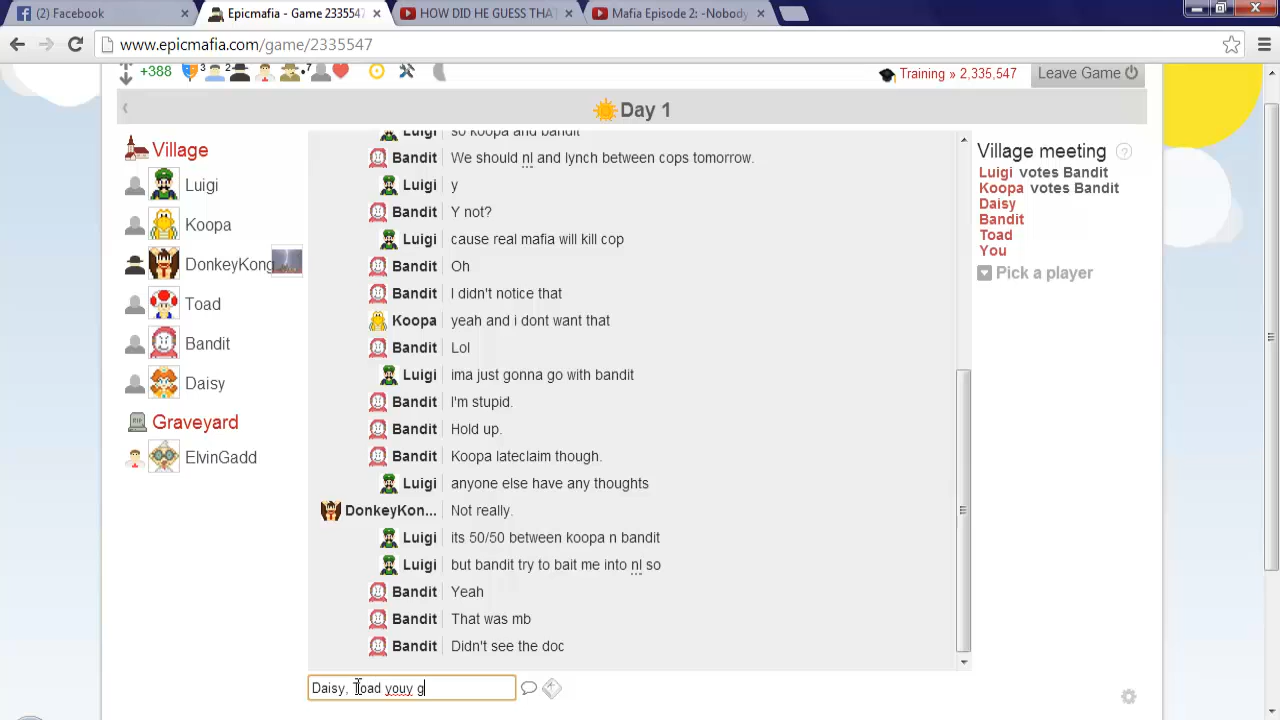 (2) Facebook
Epicmafia - Game 2335547
HOW DID HE GUESS THAT
Mafia Episode 2: -Nobody
www.epicmafia.com/game/2335547
+388
3
2
7
Training » 2,335,547
Leave Game
Day 1
Village
Luigi
Koopa
DonkeyKong
Toad
Bandit
Daisy
Graveyard
ElvinGadd
Luigi so koopa and bandit
Bandit We should nl and lynch between cops tomorrow.
Luigi y
Bandit Y not?
Luigi cause real mafia will kill cop
Bandit Oh
Bandit I didn't notice that
Koopa yeah and i dont want that
Bandit Lol
Luigi ima just gonna go with bandit
Bandit I'm stupid.
Bandit Hold up.
Bandit Koopa lateclaim though.
Luigi anyone else have any thoughts
DonkeyKon... Not really.
Luigi its 50/50 between koopa n bandit
Luigi but bandit try to bait me into nl so
Bandit Yeah
Bandit That was mb
Bandit Didn't see the doc
Daisy, Toad youy g
Village meeting ?
Luigi votes Bandit
Koopa votes Bandit
Daisy
Bandit
Toad
You
Pick a player